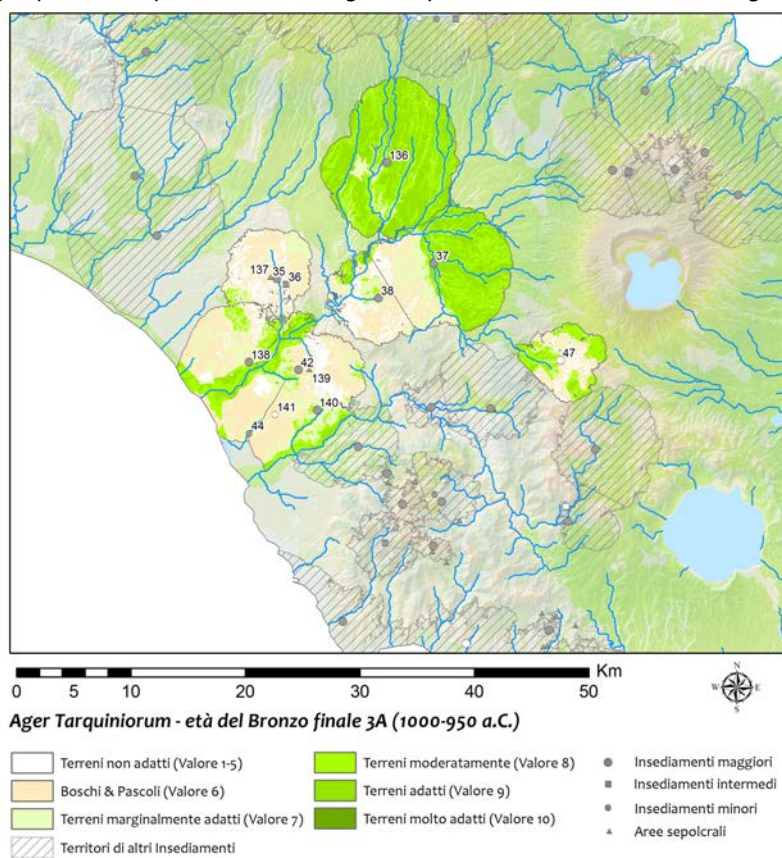 136
137 35 36
37
38
138
42
139
47
140
141
44
Km
0 5 10 20 30 40 50
N
W E
S
Ager Tarquiniorum - età del Bronzo finale 3A (1000-950 a.C.)
Terreni non adatti (Valore 1-5)
Boschi & Pascoli (Valore 6)
Terreni marginalmente adatti (Valore 7)
Territori di altri Insediamenti
Terreni moderatamente (Valore 8)
Terreni adatti (Valore 9)
Terreni molto adatti (Valore 10)
Insediamenti maggiori
Insediamenti intermedi
Insediamenti minori
Aree sepolcrali